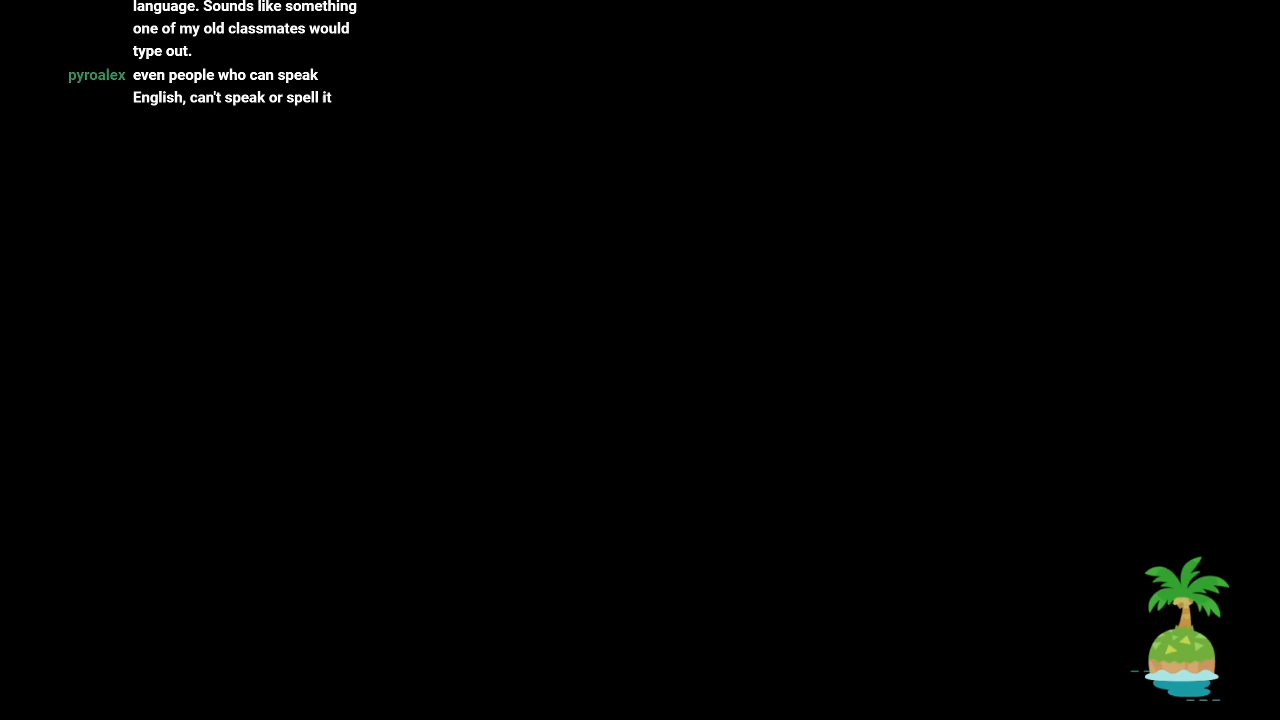 language. Sounds like something
one of my old classmates would
type out.
pyroalex even people who can speak
English, can't speak or spell it